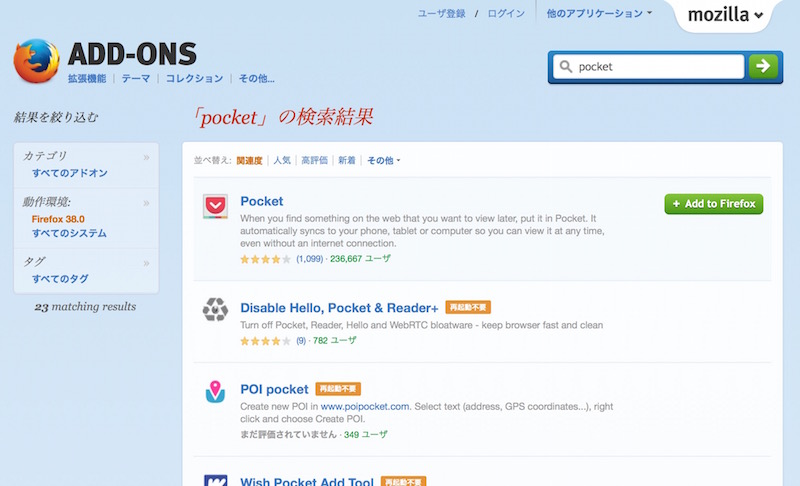 ユーザ登録 / ログイン
他のアプリケーション
mozilla
ADD-ONS
拡張機能 テーマ コレクション その他...
pocket
結果を絞り込む
「pocket」の検索結果
カテゴリ »
すべてのアドオン
動作環境: »
Firefox 38.0
すべてのシステム
タグ »
すべてのタグ
23 matching results
並べ替え: 関連度 人気 高評価 新着 その他
Pocket
+ Add to Firefox
When you find something on the web that you want to view later, put it in Pocket. It
automatically syncs to your phone, tablet or computer so you can view it at any time,
even without an internet connection.
(1,099) · 236,667 ユーザ
Disable Hello, Pocket & Reader+ 再起動不要
Turn off Pocket, Reader, Hello and WebRTC bloatware - keep browser fast and clean
(9) · 782 ユーザ
POI pocket 再起動不要
Create new POI in www.poipocket.com. Select text (address, GPS coordinates...), right
click and choose Create POI.
まだ評価されていません · 349 ユーザ
Wish Pocket Add Tool 再起動不要